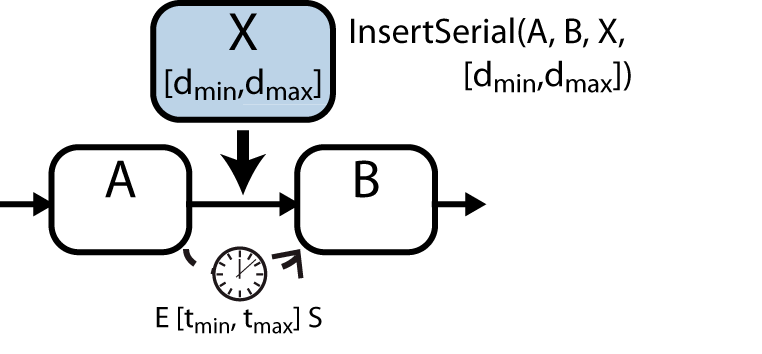 X
[dmin,dmax]
InsertSerial(A, B, X,
[dmin,dmax])
A
B
E [tmin, tmax] S